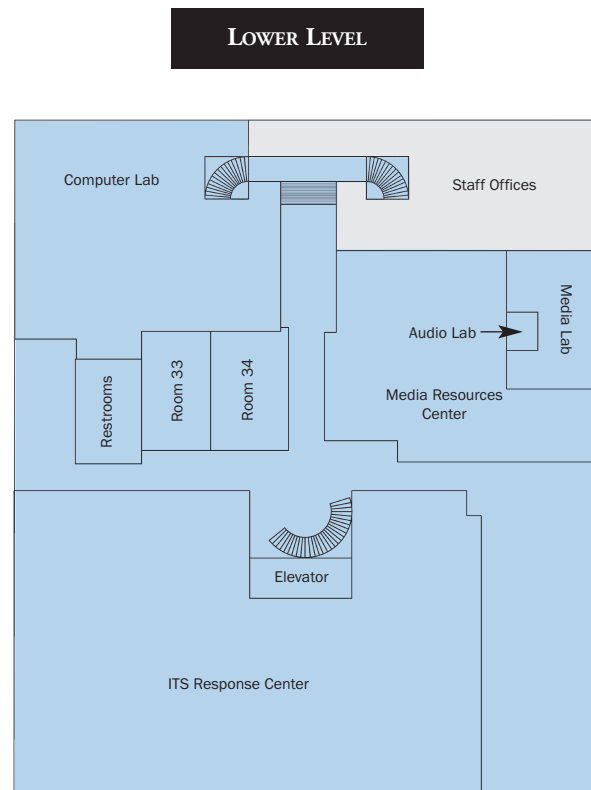 LOWER LEVEL
Computer Lab
Staff Offices
Media Lab
Audio Lab
Media Resources
Center
Restrooms
Room 33
Room 34
Elevator
ITS Response Center